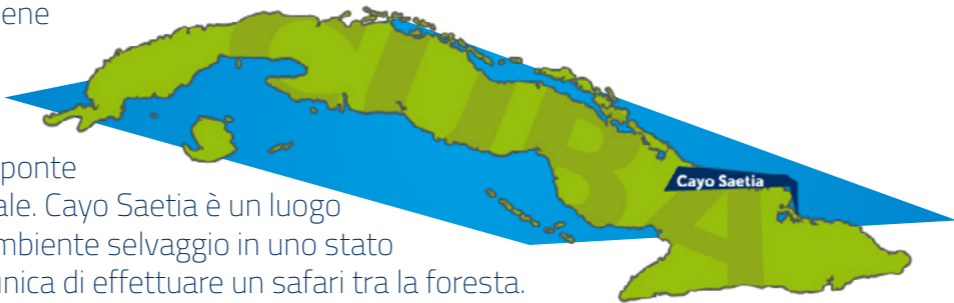 ene
CUBA
ponte
Cayo Saetia
ale. Cayo Saetia è un luogo
mbiente selvaggio in uno stato
unica di effettuare un safari tra la foresta.